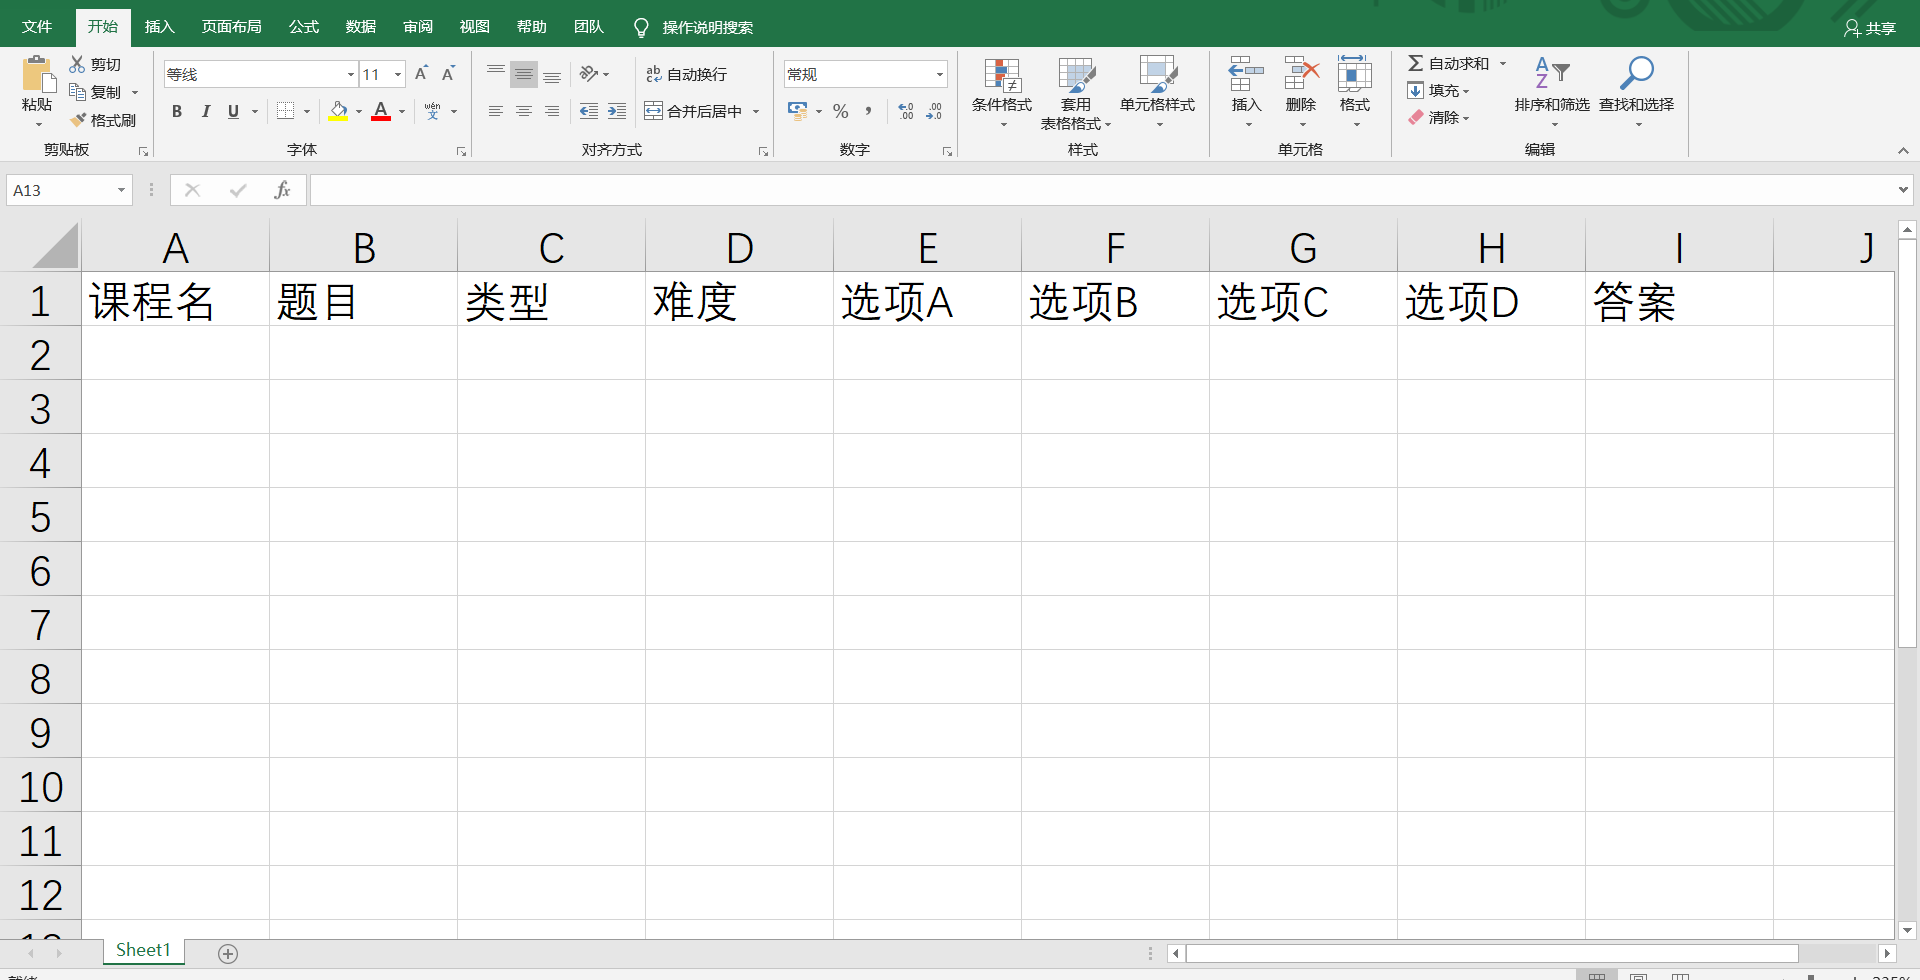 文件 开始 插入 页面布局 公式 数据 审阅 视图 帮助 团队 操作说明搜索 共享
粘贴 剪切 复制 格式刷 剪贴板
等线 11 A A
B I U A wén 文 字体
ab 自动换行
合并后居中 对齐方式
常规
% , .00 .0 数字
条件格式 套用表格格式 单元格样式 样式
插入 删除 格式 单元格
自动求和 填充 清除 排序和筛选 查找和选择 编辑
A13 fx
A B C D E F G H I J
1 课程名 题目 类型 难度 选项A 选项B 选项C 选项D 答案
2
3
4
5
6
7
8
9
10
11
12
Sheet1